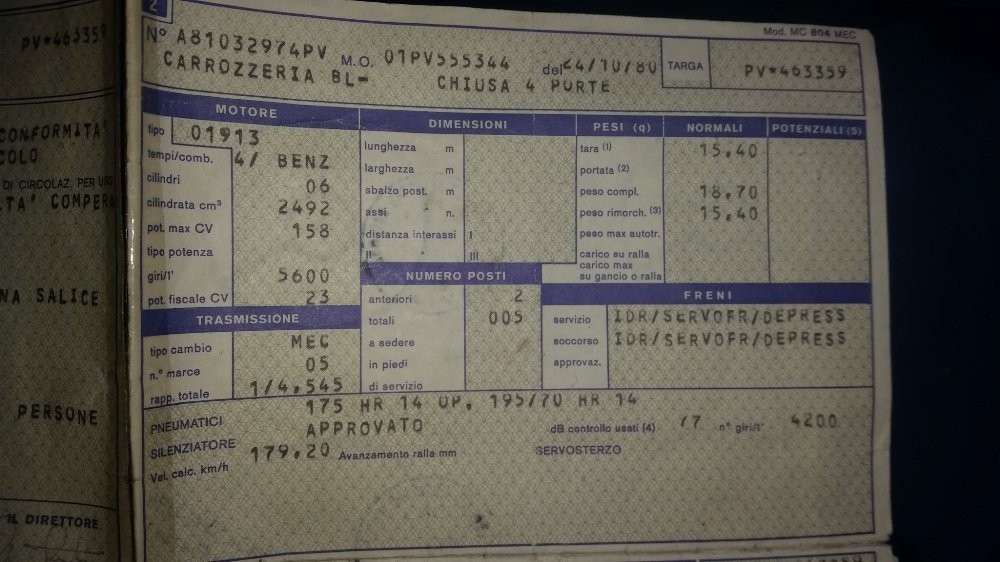 PV*463359
CONFORMITA'
COLO
DI CIRCOLAZ. PER USO
TA' COMPERA
NA SALICE
PERSONE
IL DIRETTORE
2
Mod. MC 804 MEC
N° A81032974PV M.O. 01PV555344 del 24/10/80 TARGA PV*463359
CARROZZERIA BL- CHIUSA 4 PORTE
MOTORE
tipo 01913
tempi/comb. 4/ BENZ
cilindri 06
cilindrata cm³ 2492
pot. max CV 158
tipo potenza
giri/1' 5600
pot. fiscale CV 23
TRASMISSIONE
tipo cambio MEC
n.° marce 05
rapp. totale 1/4,545
DIMENSIONI
lunghezza m
larghezza m
sbalzo post. m
assi n.
distanza interassi I
II III
NUMERO POSTI
anteriori 2
totali 005
a sedere
in piedi
di servizio
PESI (q) NORMALI POTENZIALI (5)
tara (1) 15,40
portata (2)
peso compl. 18,70
peso rimorch. (3) 15,40
peso max autotr.
carico su ralla
carico max
su gancio o ralla
FRENI
servizio IDR/SERVOFR/DEPRESS
soccorso IDR/SERVOFR/DEPRESS
approvaz.
PNEUMATICI 175 HR 14 OP. 195/70 HR 14
SILENZIATORE APPROVATO dB controllo usati (4) 77 n° giri/1' 4200
Vel. calc. km/h 179,20 Avanzamento ralla mm SERVOSTERZO